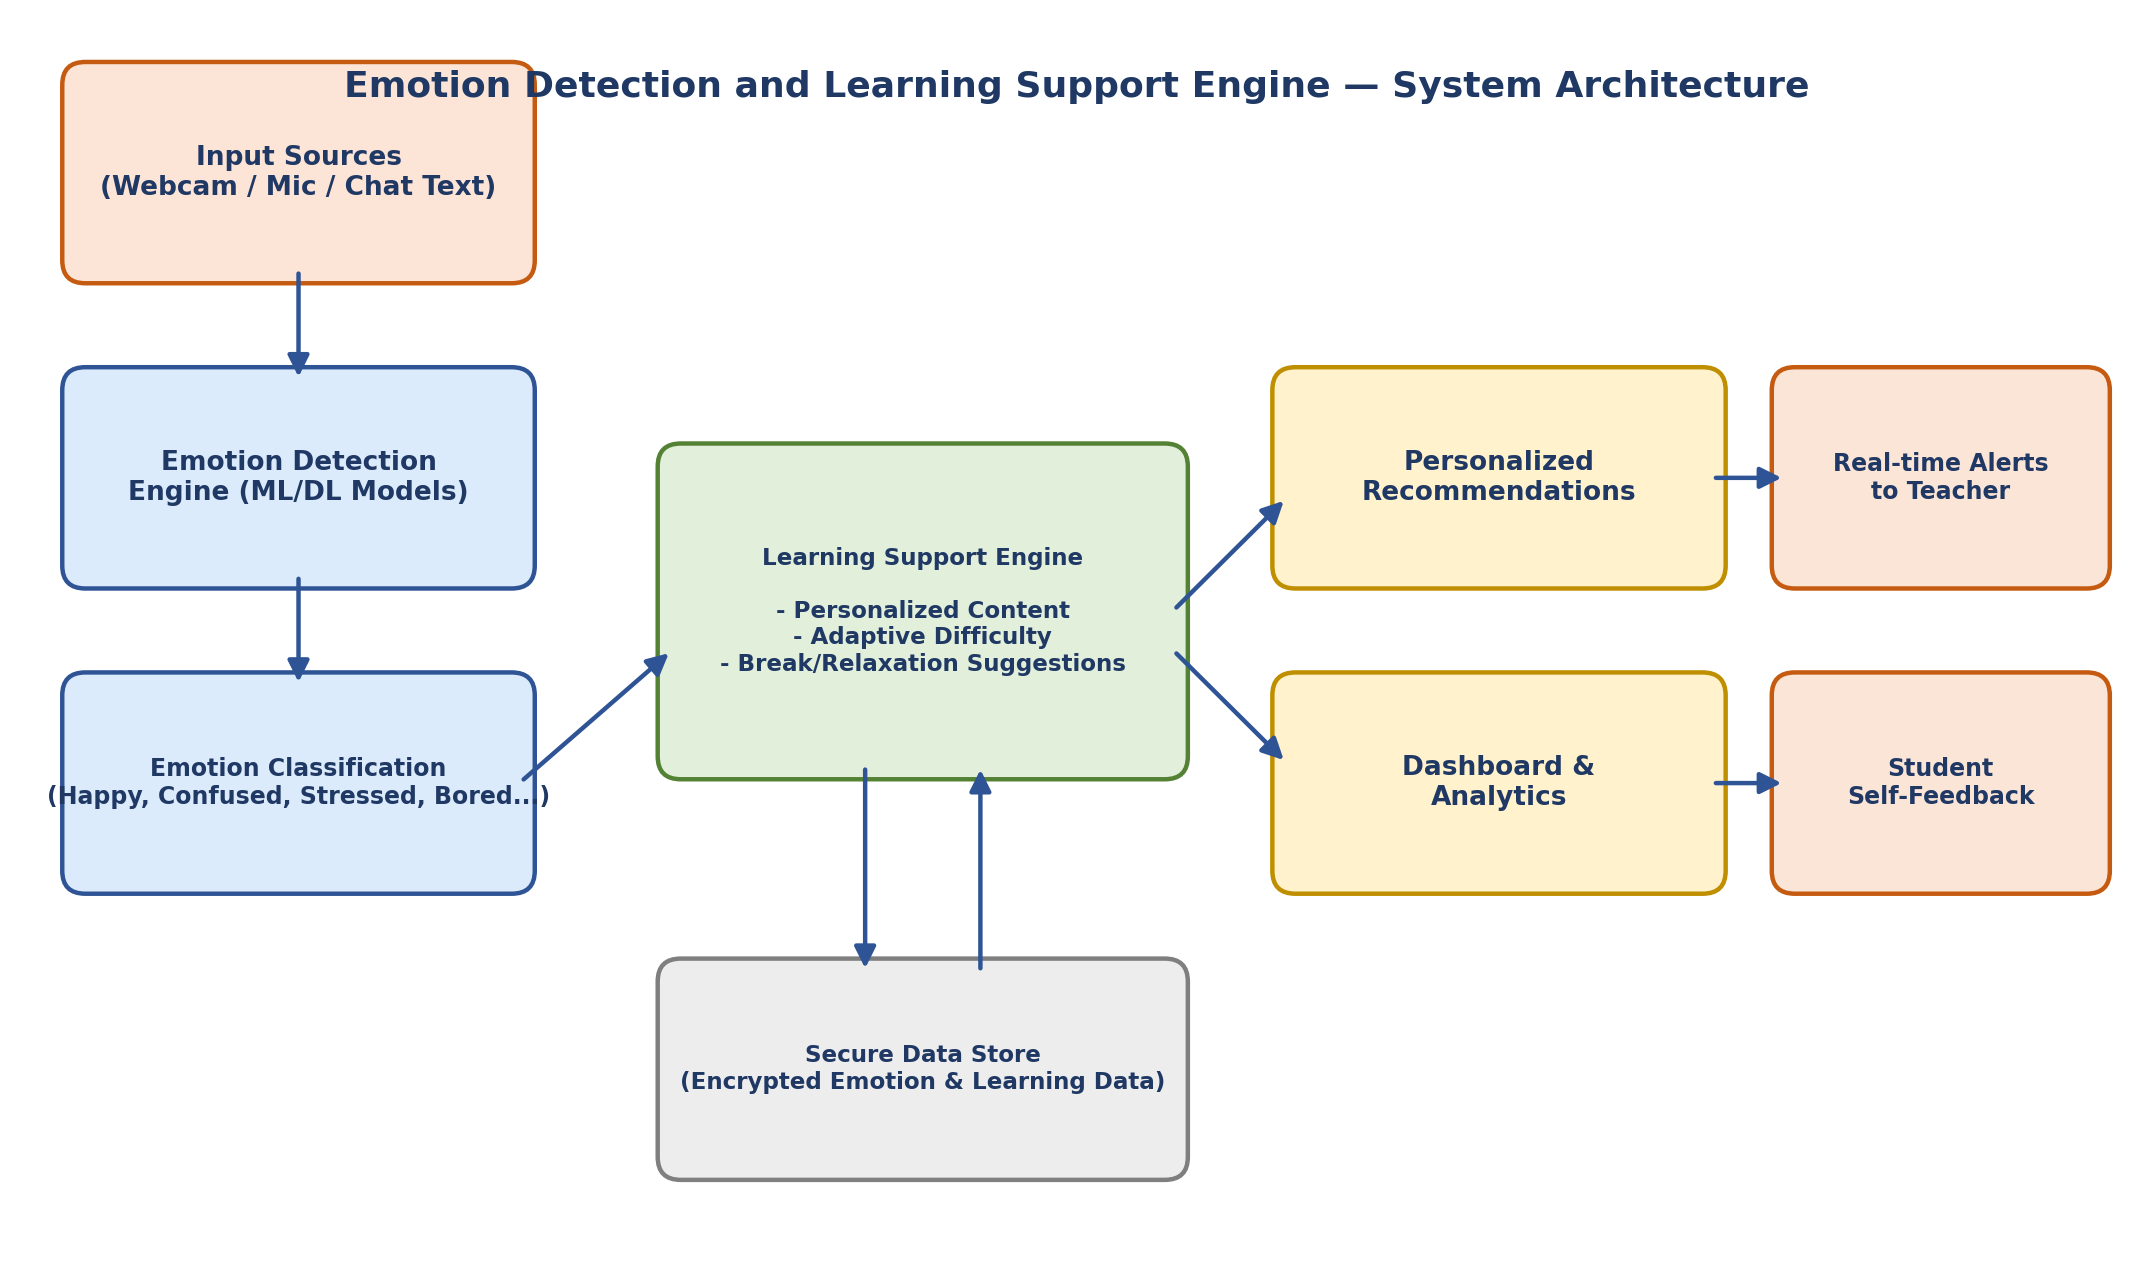 Emotion Detection and Learning Support Engine — System Architecture
Input Sources
(Webcam / Mic / Chat Text)
Emotion Detection
Engine (ML/DL Models)
Emotion Classification
(Happy, Confused, Stressed, Bored...)
Learning Support Engine
- Personalized Content
- Adaptive Difficulty
- Break/Relaxation Suggestions
Secure Data Store
(Encrypted Emotion & Learning Data)
Personalized
Recommendations
Real-time Alerts
to Teacher
Dashboard &
Analytics
Student
Self-Feedback